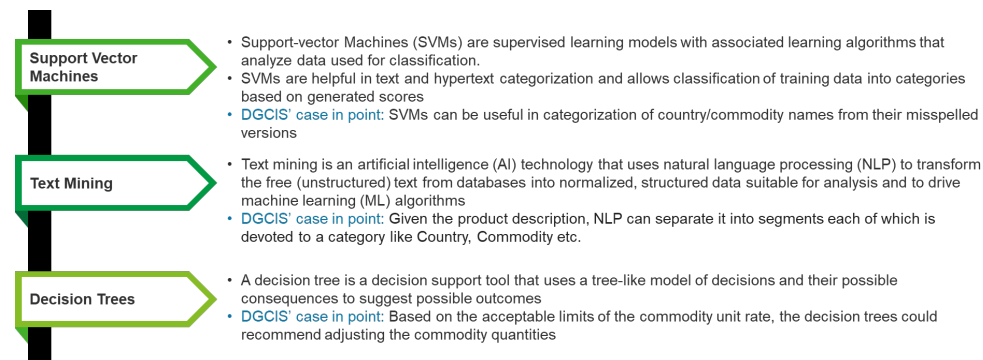 Support Vector
Machines
• Support-vector Machines (SVMs) are supervised learning models with associated learning algorithms that
analyze data used for classification.
• SVMs are helpful in text and hypertext categorization and allows classification of training data into categories
based on generated scores
• DGCIS' case in point: SVMs can be useful in categorization of country/commodity names from their misspelled
versions
Text Mining
• Text mining is an artificial intelligence (AI) technology that uses natural language processing (NLP) to transform
the free (unstructured) text from databases into normalized, structured data suitable for analysis and to drive
machine learning (ML) algorithms
• DGCIS' case in point: Given the product description, NLP can separate it into segments each of which is
devoted to a category like Country, Commodity etc.
Decision Trees
• A decision tree is a decision support tool that uses a tree-like model of decisions and their possible
consequences to suggest possible outcomes
• DGCIS' case in point: Based on the acceptable limits of the commodity unit rate, the decision trees could
recommend adjusting the commodity quantities